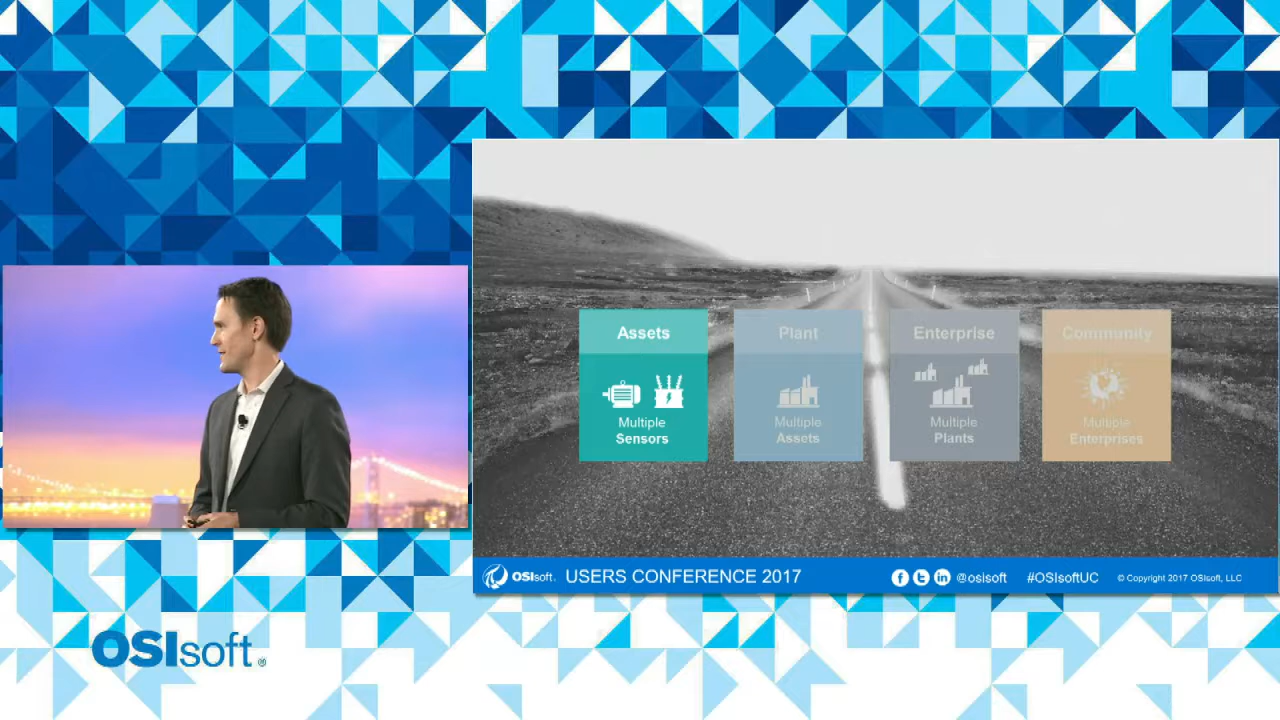 Assets
Multiple
Sensors
Plant
Multiple
Assets
Enterprise
Multiple
Plants
Community
Multiple
Enterprises
OSIsoft. USERS CONFERENCE 2017
@osisoft
#OSIsoftUC
© Copyright 2017 OSIsoft, LLC
OSIsoft®